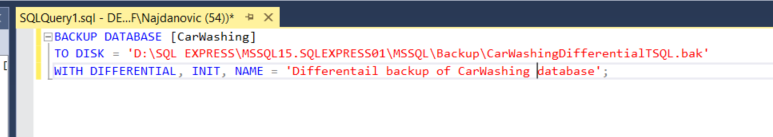 SQLQuery1.sql - DE...F\Najdanovic (54))*
BACKUP DATABASE [CarWashing]
TO DISK = 'D:\SQL EXPRESS\MSSQL15.SQLEXPRESS01\MSSQL\Backup\CarWashingDifferentialTSQL.bak'
WITH DIFFERENTIAL, INIT, NAME = 'Differentail backup of CarWashing database';